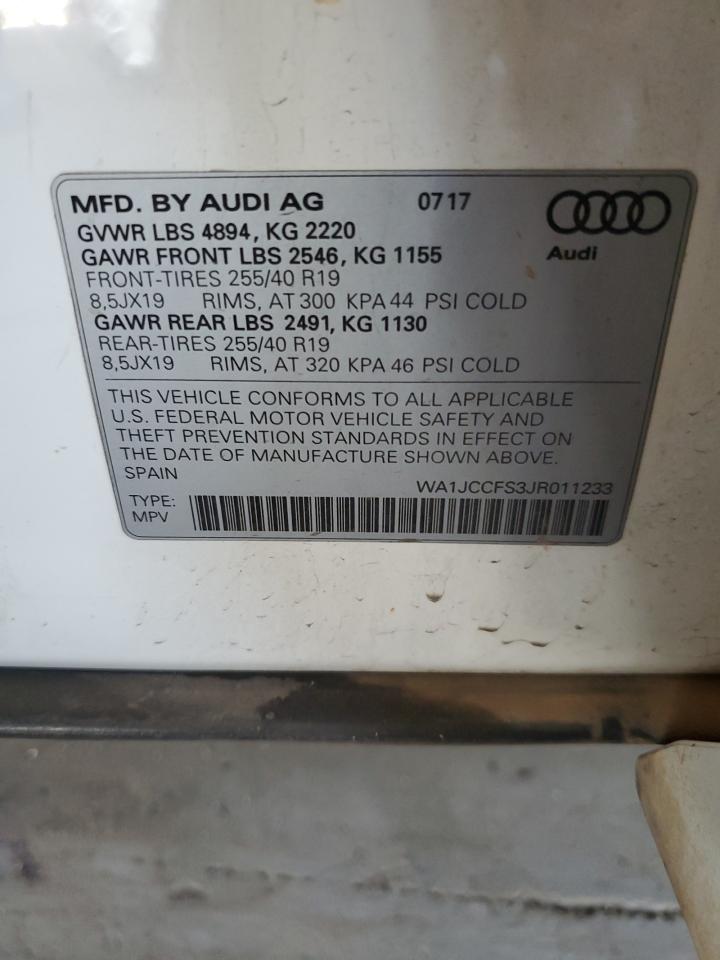 MFD. BY AUDI AG 0717
GVWR LBS 4894, KG 2220
GAWR FRONT LBS 2546, KG 1155
Audi
FRONT-TIRES 255/40 R19
8,5JX19 RIMS, AT 300 KPA 44 PSI COLD
GAWR REAR LBS 2491, KG 1130
REAR-TIRES 255/40 R19
8,5JX19 RIMS, AT 320 KPA 46 PSI COLD
THIS VEHICLE CONFORMS TO ALL APPLICABLE
U.S. FEDERAL MOTOR VEHICLE SAFETY AND
THEFT PREVENTION STANDARDS IN EFFECT ON
THE DATE OF MANUFACTURE SHOWN ABOVE.
SPAIN
WA1JCCFS3JR011233
TYPE:
MPV